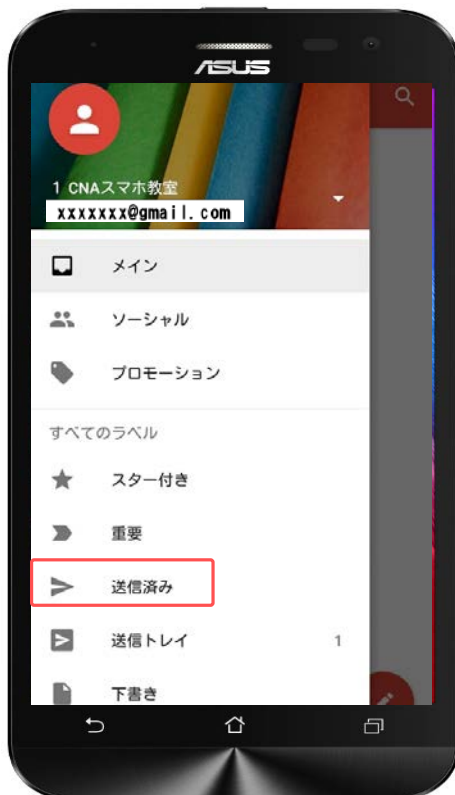 ASUS
1 CNAスマホ教室
xxxxxxx@gmail.com
メイン
ソーシャル
プロモーション
すべてのラベル
スター付き
重要
送信済み
送信トレイ 1
下書き